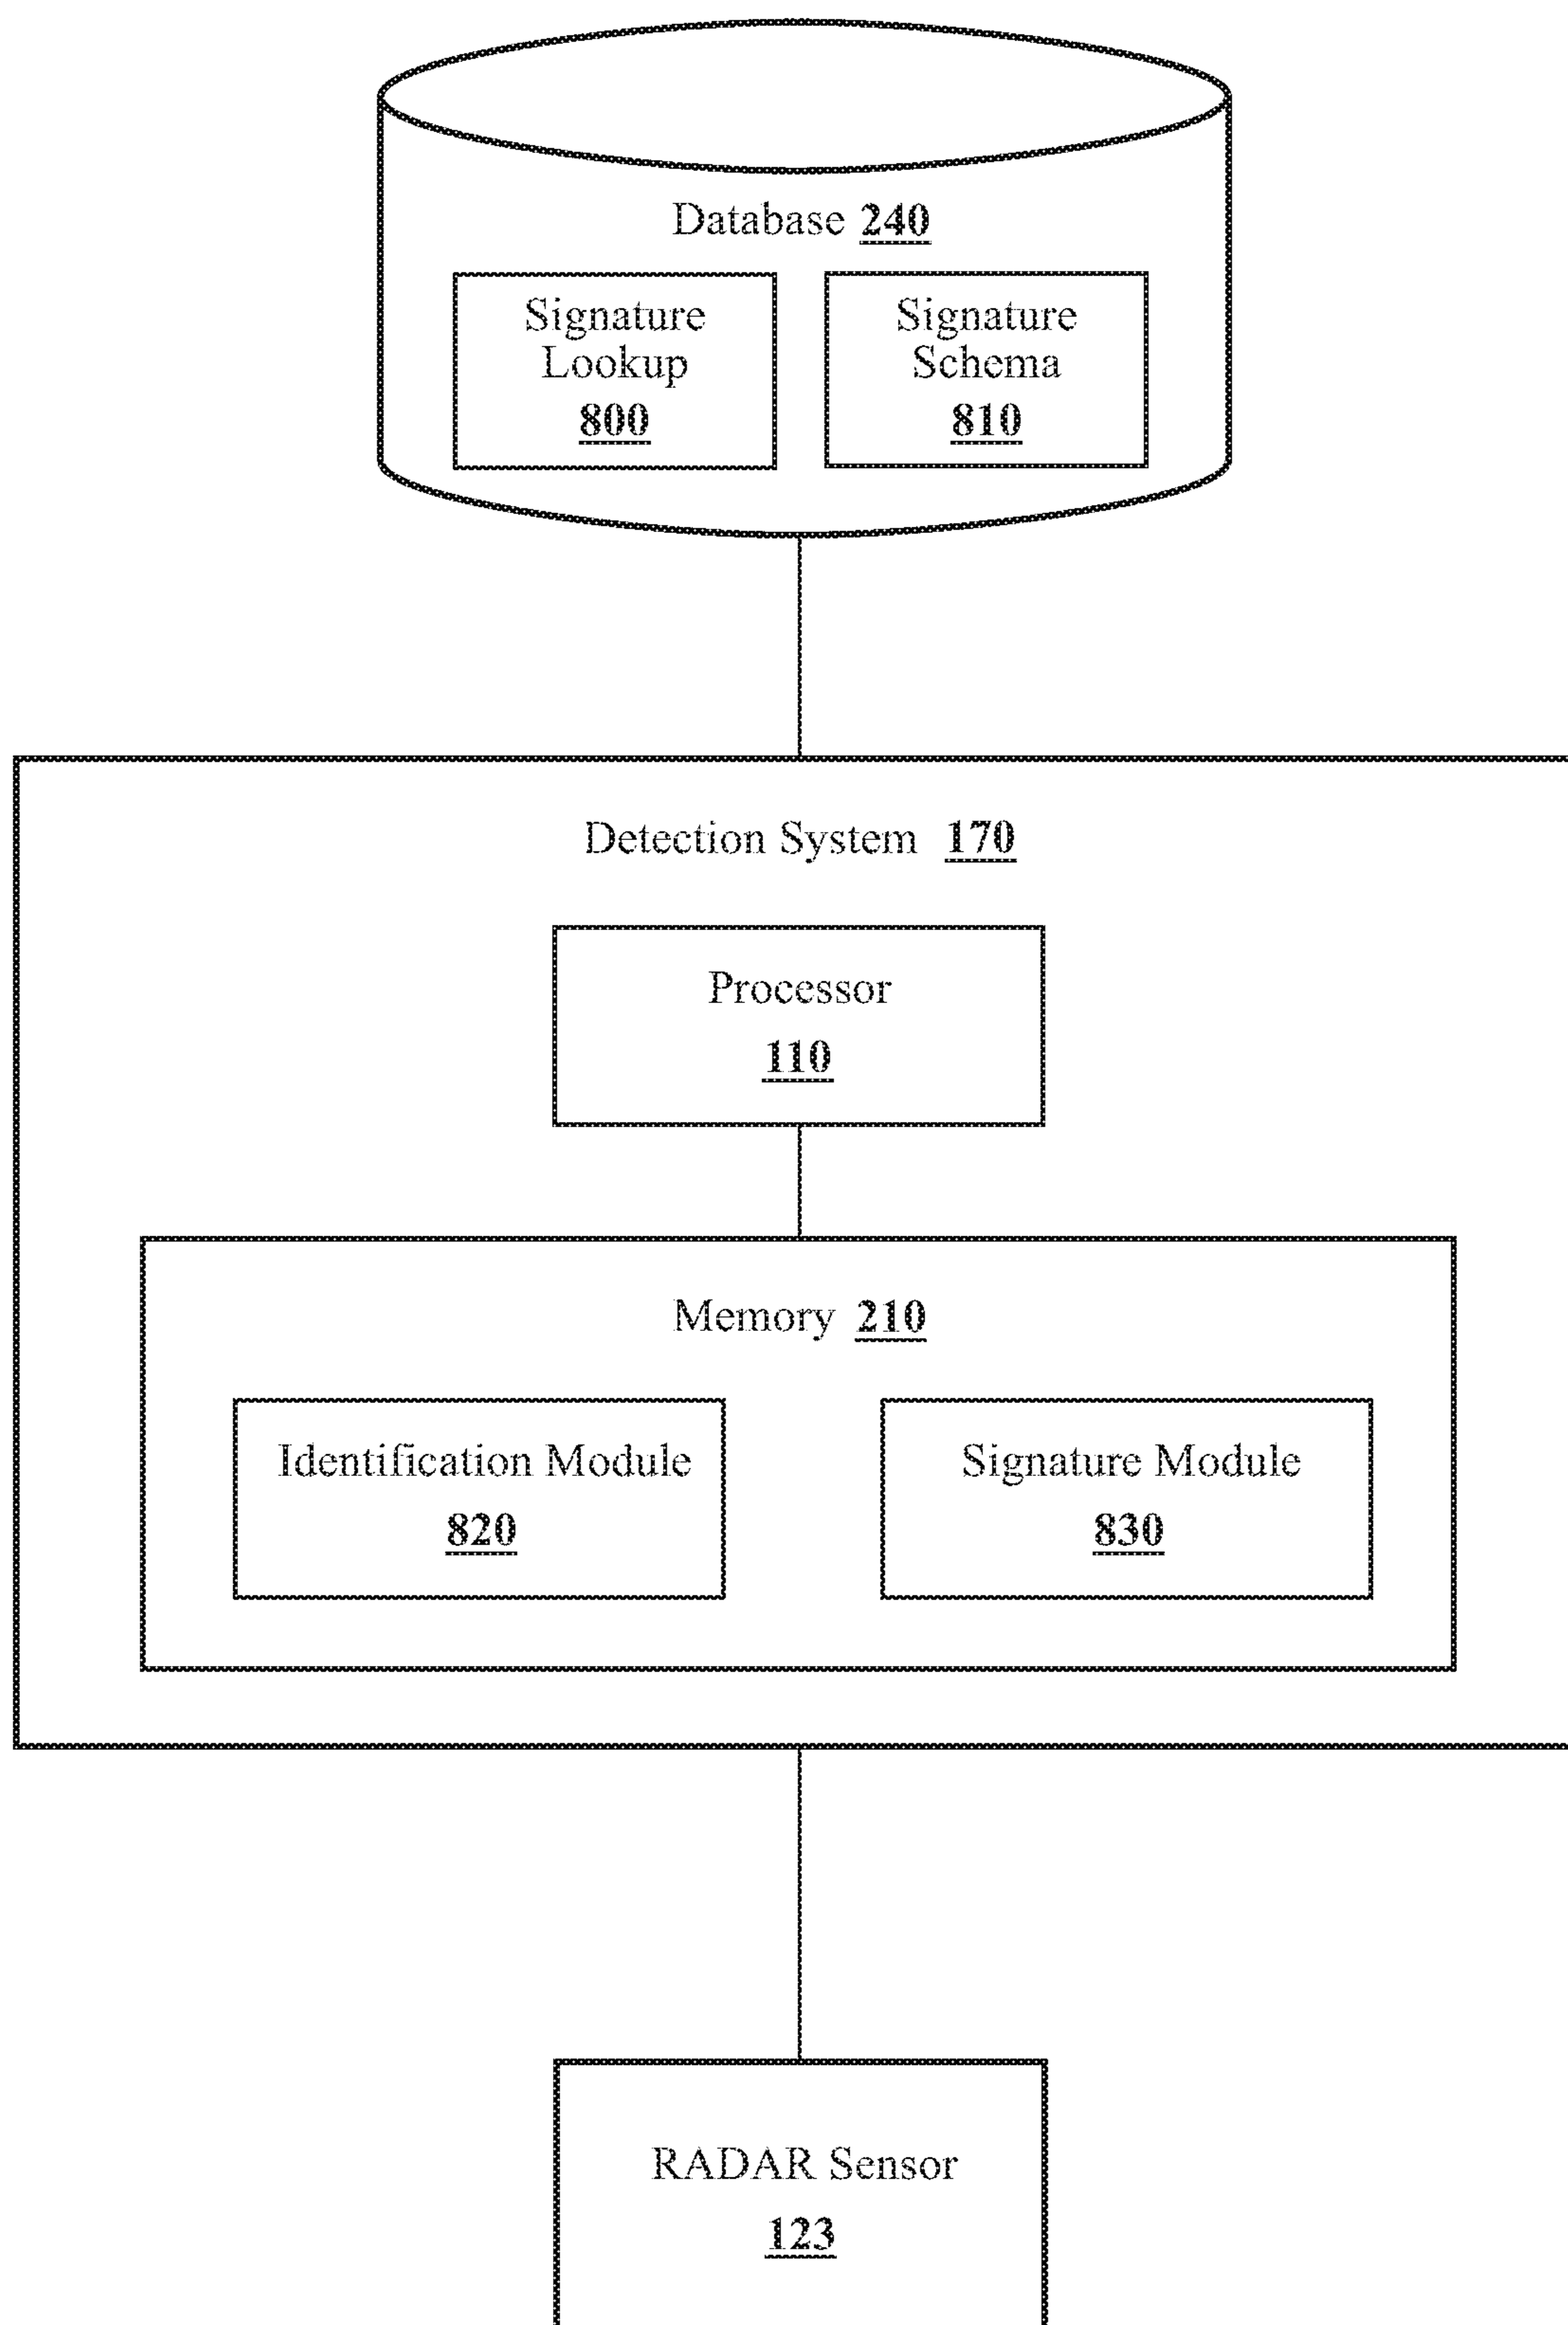 Database 240
Signature
Lookup
800
Signature
Schema
810
Detection System 170
Processor
110
Memory 210
Identification Module
820
Signature Module
830
RADAR Sensor
123